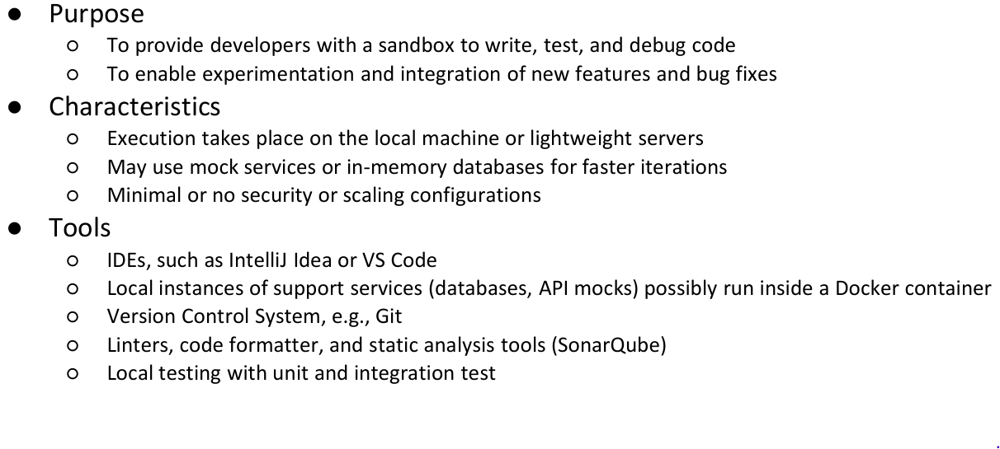 ● Purpose
○ To provide developers with a sandbox to write, test, and debug code
○ To enable experimentation and integration of new features and bug fixes
● Characteristics
○ Execution takes place on the local machine or lightweight servers
○ May use mock services or in-memory databases for faster iterations
○ Minimal or no security or scaling configurations
● Tools
○ IDEs, such as IntelliJ Idea or VS Code
○ Local instances of support services (databases, API mocks) possibly run inside a Docker container
○ Version Control System, e.g., Git
○ Linters, code formatter, and static analysis tools (SonarQube)
○ Local testing with unit and integration test